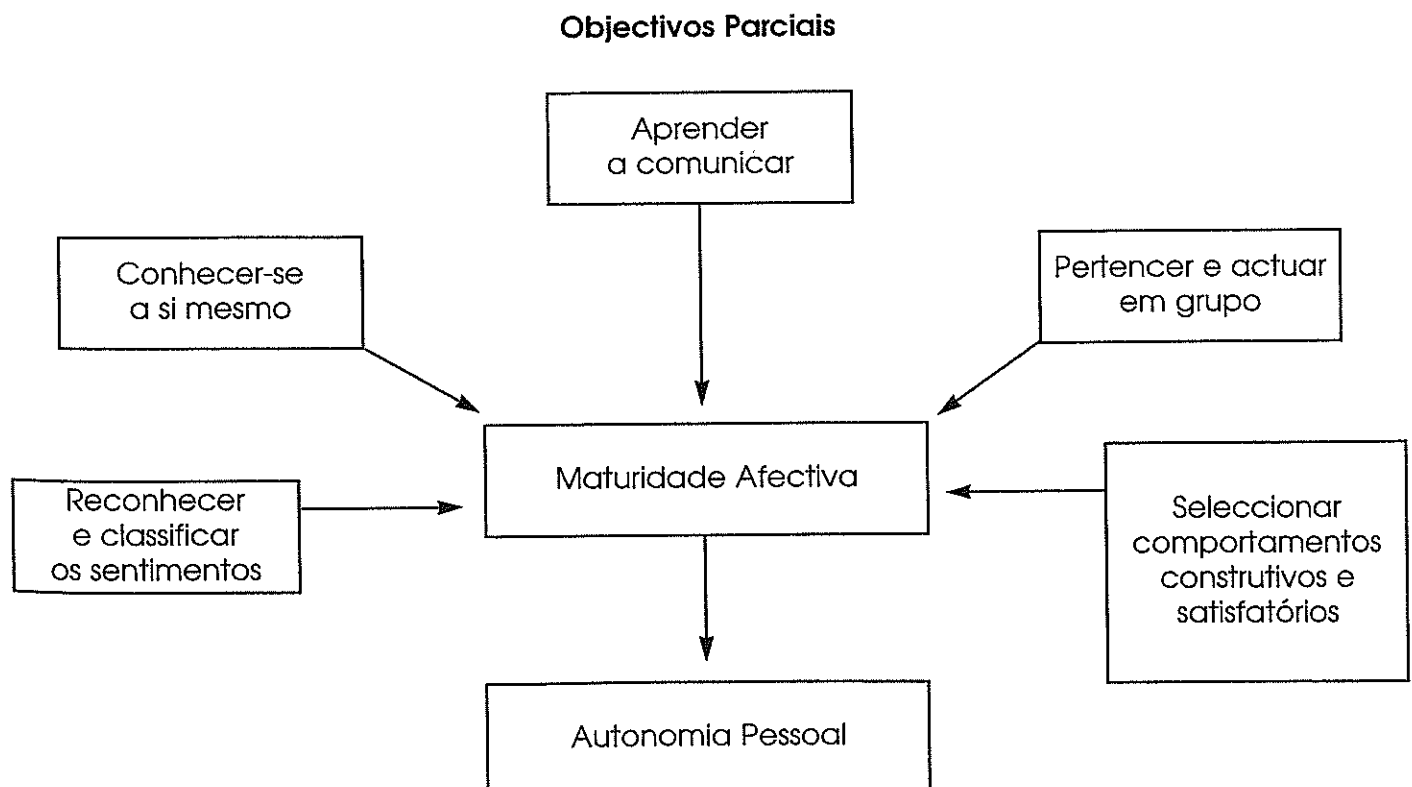 Objectivos Parciais
Aprender
a comunicar
Conhecer-se
a si mesmo
Pertencer e actuar
em grupo
Maturidade Afectiva
Reconhecer
e classificar
os sentimentos
Seleccionar
comportamentos
construtivos e
satisfatórios
Autonomia Pessoal